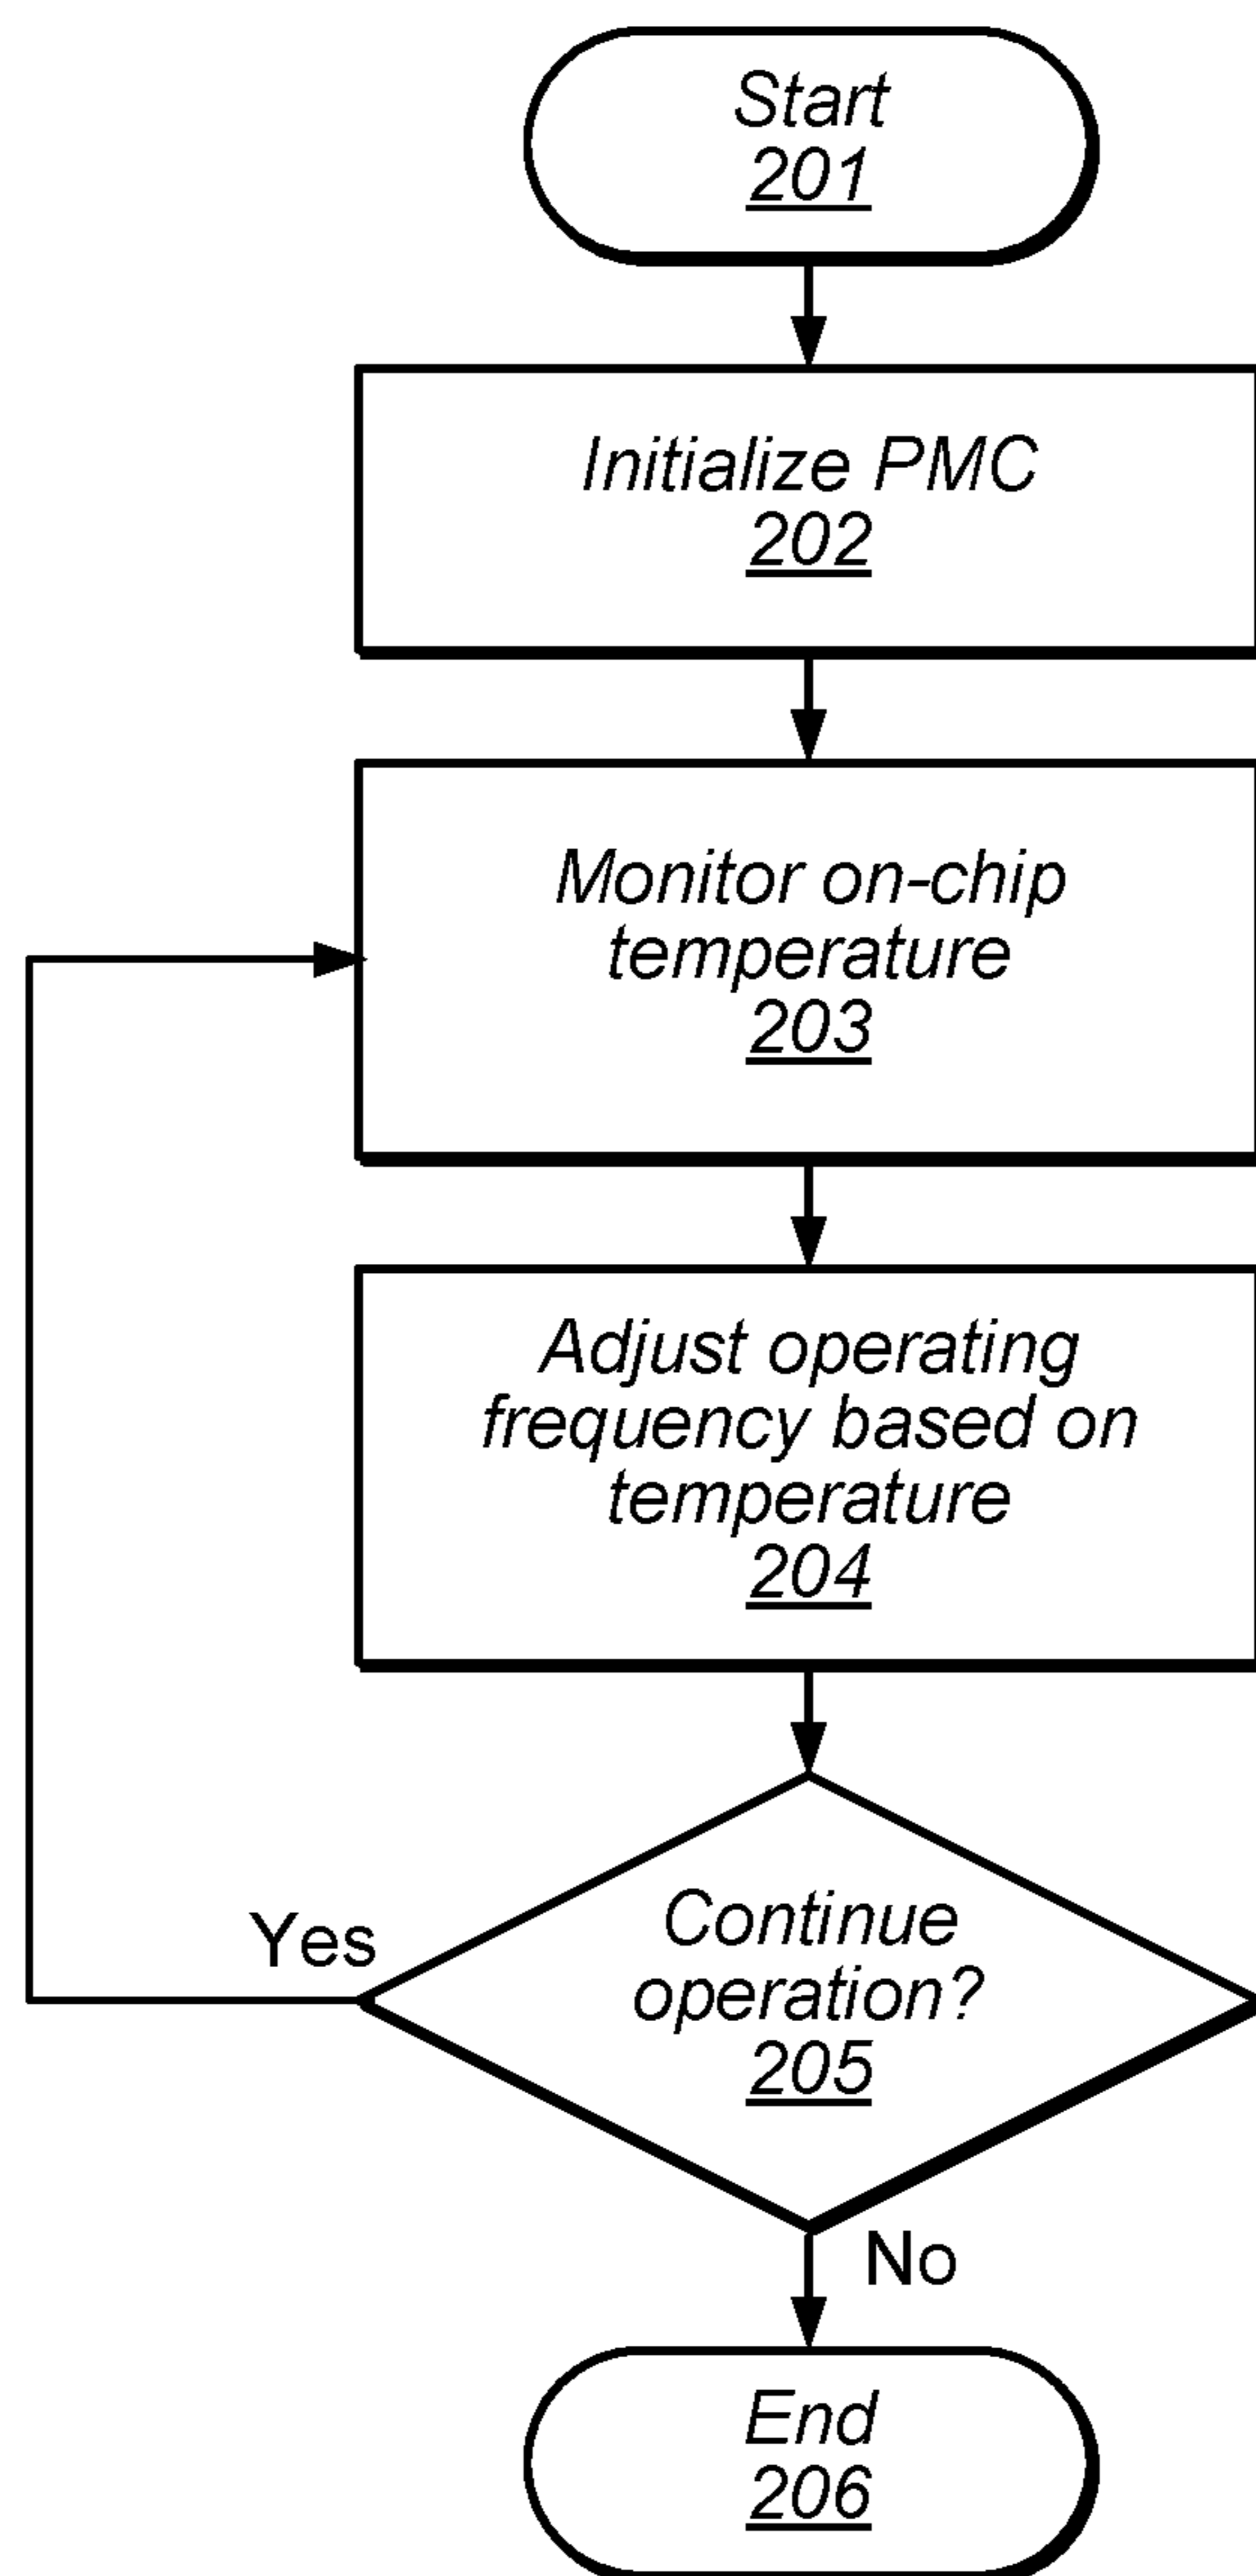 Start
201
Initialize PMC
202
Monitor on-chip
temperature
203
Adjust operating
frequency based on
temperature
204
Continue
operation?
205
Yes
No
End
206